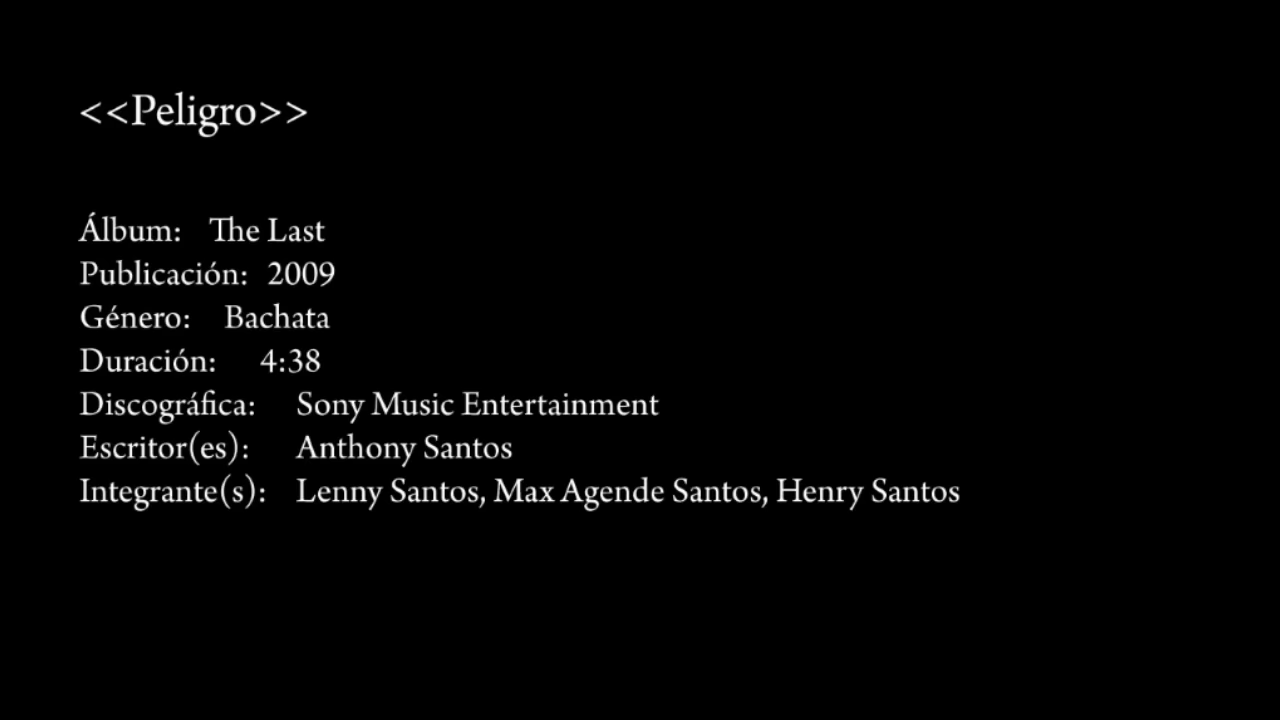 <<Peligro>>
Álbum: The Last
Publicación: 2009
Género: Bachata
Duración: 4:38
Discográfica: Sony Music Entertainment
Escritor(es): Anthony Santos
Integrante(s): Lenny Santos, Max Agende Santos, Henry Santos